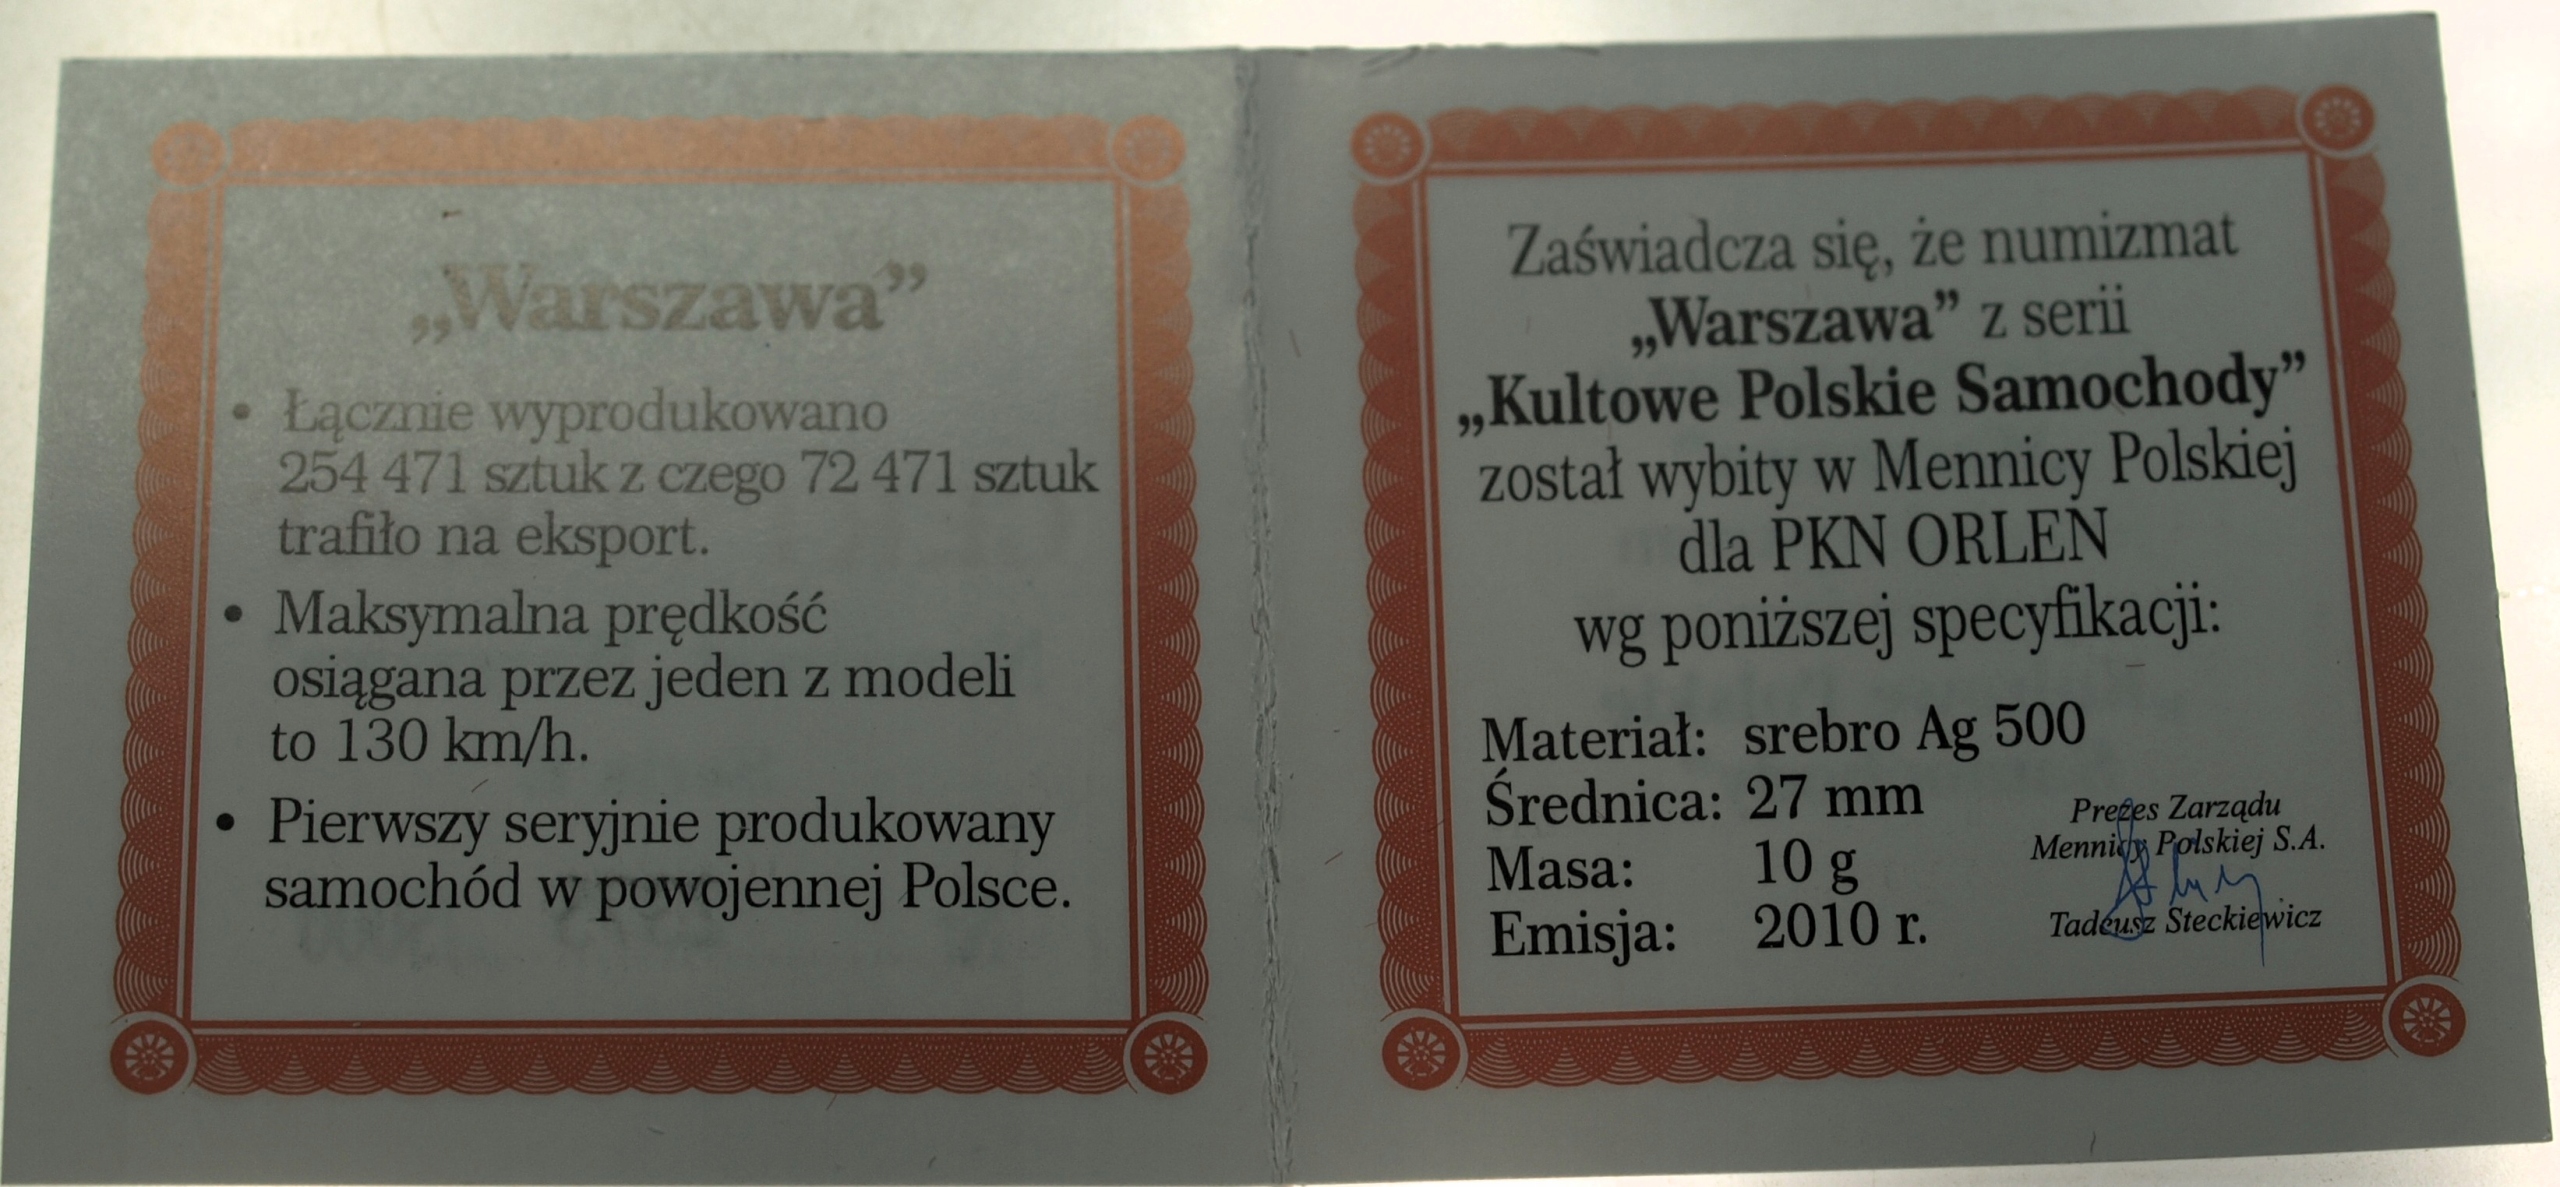 „Warszawa”
• Łącznie wyprodukowano
254 471 sztuk z czego 72 471 sztuk
trafiło na eksport.
• Maksymalna prędkość
osiągana przez jeden z modeli
to 130 km/h.
• Pierwszy seryjnie produkowany
samochód w powojennej Polsce.
Zaświadcza się, że numizmat
„Warszawa” z serii
„Kultowe Polskie Samochody”
został wybity w Mennicy Polskiej
dla PKN ORLEN
wg poniższej specyfikacji:
Materiał: srebro Ag 500
Średnica: 27 mm
Masa: 10 g
Emisja: 2010 r.
Prezes Zarządu
Mennicy Polskiej S.A.
Tadeusz Steckiewicz